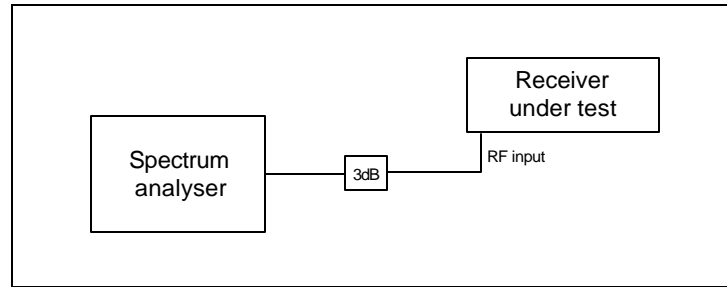 Receiver
under test
Spectrum
analyser
3dB
RF input